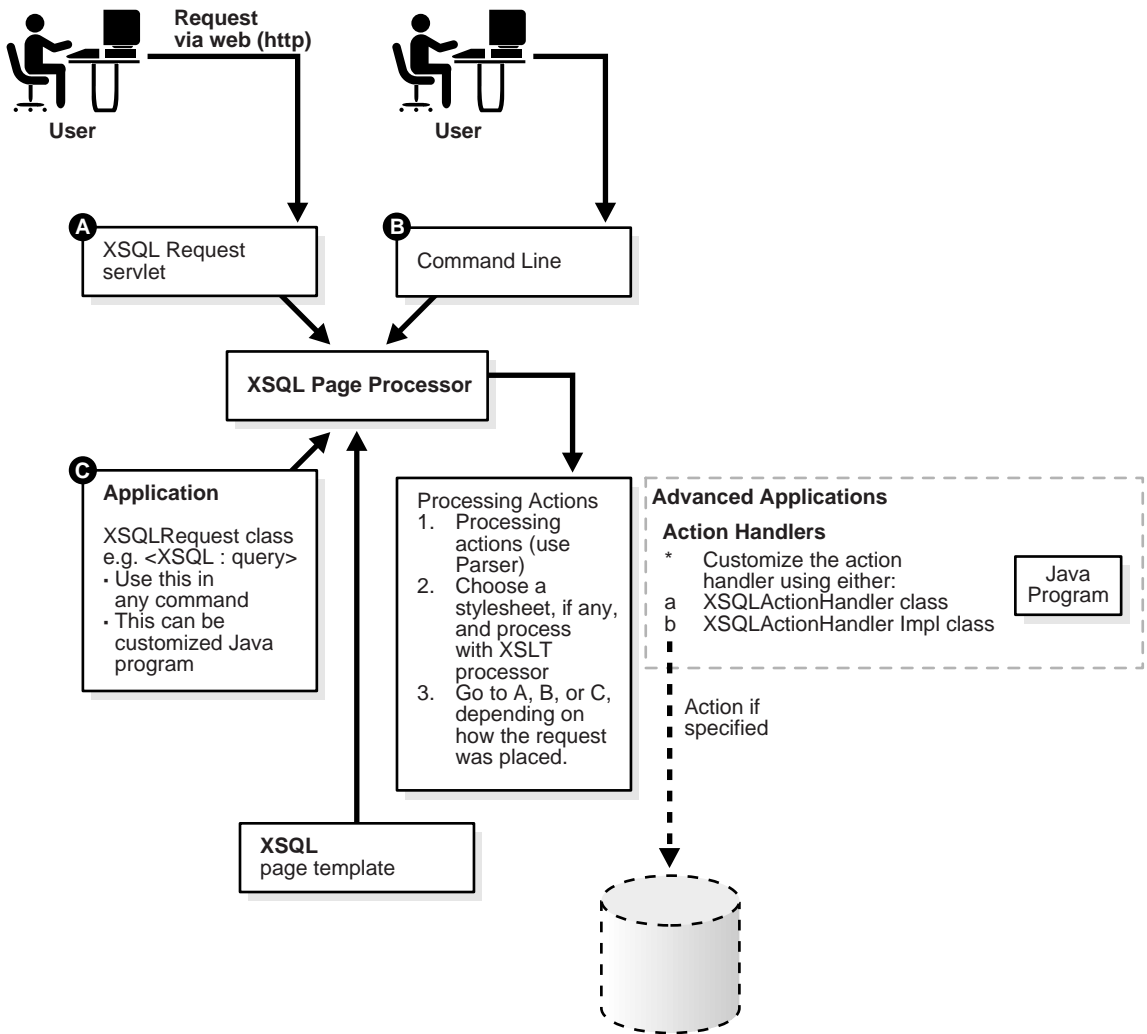 Request
via web (http)
User
User
A
XSQL Request
servlet
B
Command Line
XSQL Page Processor
C
Application
XSQLRequest class
e.g. <XSQL : query>
· Use this in
any command
· This can be
customized Java
program
Processing Actions
1. Processing
actions (use
Parser)
2. Choose a
stylesheet, if any,
and process
with XSLT
processor
3. Go to A, B, or C,
depending on
how the request
was placed.
Advanced Applications
Action Handlers
* Customize the action
handler using either:
a XSQLActionHandler class
b XSQLActionHandler Impl class
Java
Program
Action if
specified
XSQL
page template